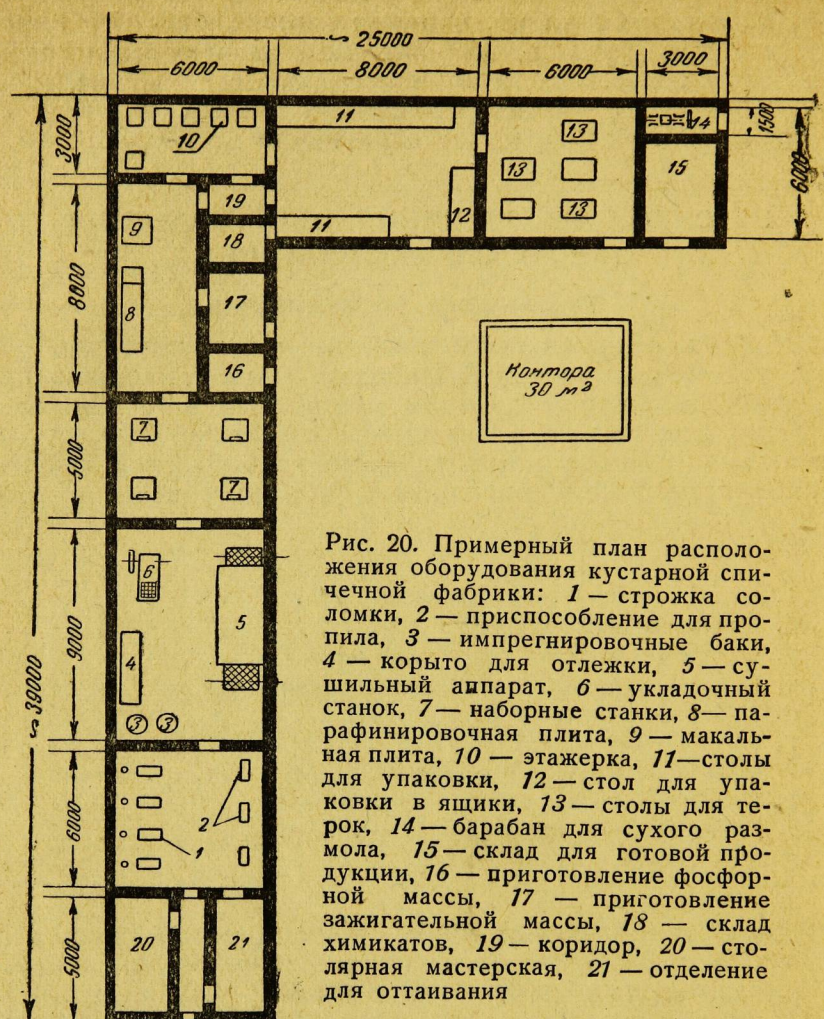 ~ 25000
6000
8000
6000
3000
3000
10
11
13
14
1500
6000
13
13
15
19
9
18
11
12
13
8000
17
8
16
Контора
30 м²
7
5000
7
Рис. 20. Примерный план располо-
жения оборудования кустарной спи-
чечной фабрики: 1 — строжка со-
ломки, 2 — приспособление для про-
пила, 3 — импрегнировочные баки,
4 — корыто для отлежки, 5 — су-
шильный аппарат, 6 — укладочный
станок, 7 — наборные станки, 8 — па-
рафинировочная плита, 9 — макаль-
ная плита, 10 — этажерка, 11 — столы
для упаковки, 12 — стол для упа-
ковки в ящики, 13 — столы для те-
рок, 14 — барабан для сухого раз-
мола, 15 — склад для готовой про-
дукции, 16 — приготовление фосфор-
ной массы, 17 — приготовление
зажигательной массы, 18 — склад
химикатов, 19 — коридор, 20 — сто-
лярная мастерская, 21 — отделение
для оттаивания
6
5
9000
4
~ 39000
3
3
2
6000
1
20
21
5000